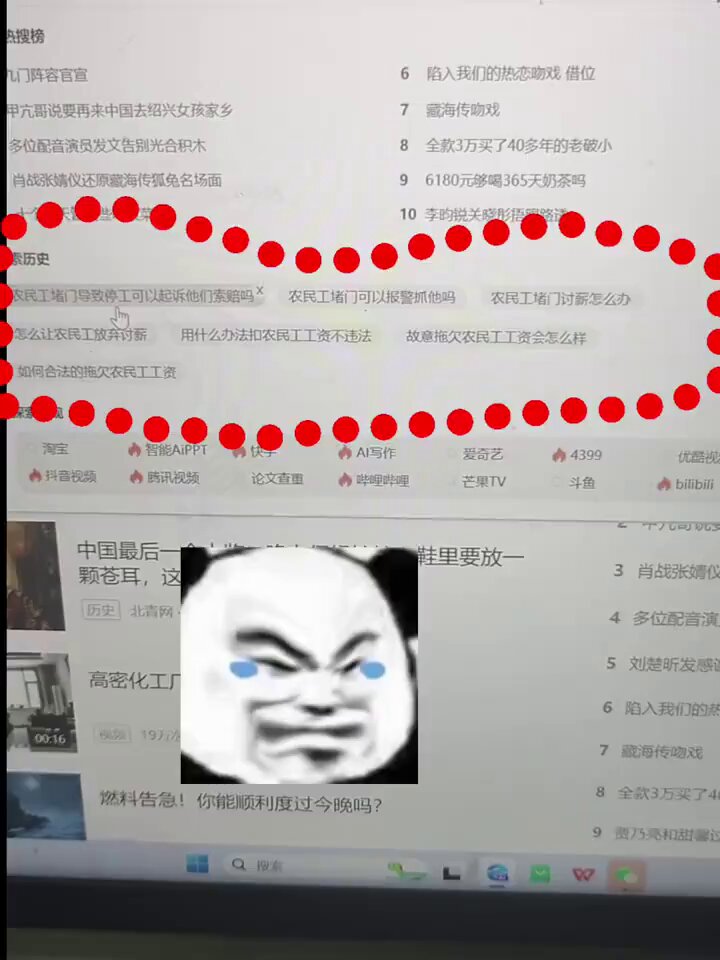 热搜榜
九门阵容官宣
甲亢哥说要再来中国去绍兴女孩家乡
多位配音演员发文告别光合积木
肖战张婧仪还原藏海传狐兔名场面
6 陷入我们的热恋吻戏 借位
7 藏海传吻戏
8 全款3万买了40多年的老破小
9 6180元够喝365天奶茶吗
10 李昀锐关晓彤
索历史
农民工堵门导致停工可以起诉他们索赔吗 x
农民工堵门可以报警抓他吗
农民工堵门讨薪怎么办
怎么让农民工放弃讨薪
用什么办法扣农民工工资不违法
故意拖欠农民工工资会怎么样
如何合法的拖欠农民工工资
淘宝
智能AiPPT
快手
AI写作
爱奇艺
4399
优酷视
抖音视频
腾讯视频
论文查重
哔哩哔哩
芒果TV
斗鱼
bilibili
中国最后一
鞋里要放一
颗苍耳，这
历史
北青网
高密化工厂
00:16
视频
19万次
燃料告急！你能顺利度过今晚吗？
2 甲亢哥说要
3 肖战张婧仪
4 多位配音演
5 刘楚昕发感
6 陷入我们的热
7 藏海传吻戏
8 全款3万买了40
9 贾乃亮和甜馨过
搜索